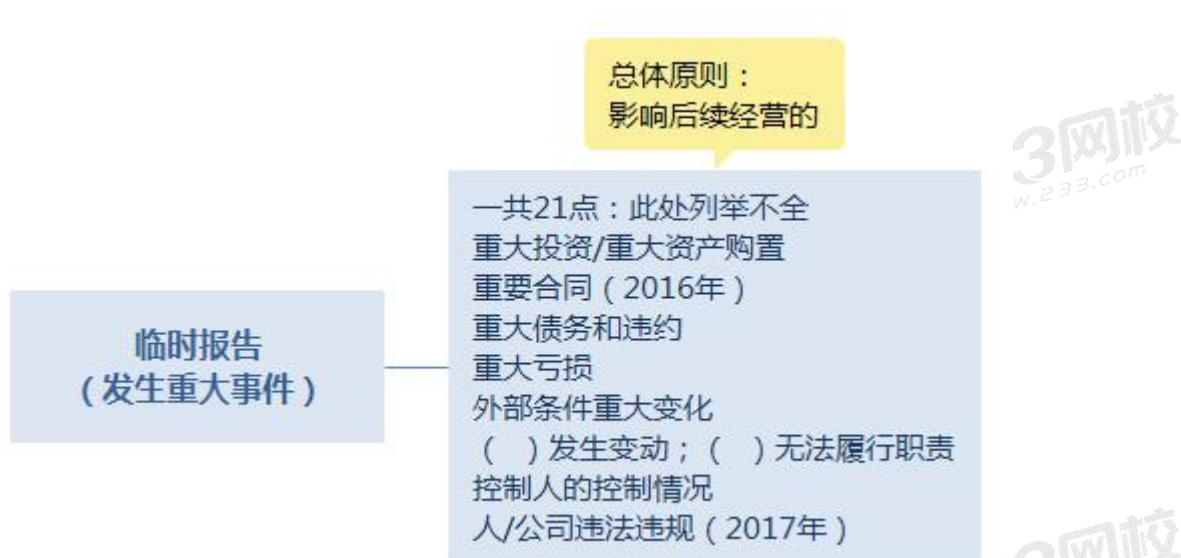 总体原则：
影响后续经营的
3网校
w.233.com
一共21点：此处列举不全
重大投资/重大资产购置
重要合同（2016年）
重大债务和违约
重大亏损
外部条件重大变化
（  ）发生变动；（  ）无法履行职责
控制人的控制情况
人/公司违法违规（2017年）
临时报告
（发生重大事件）
3网校